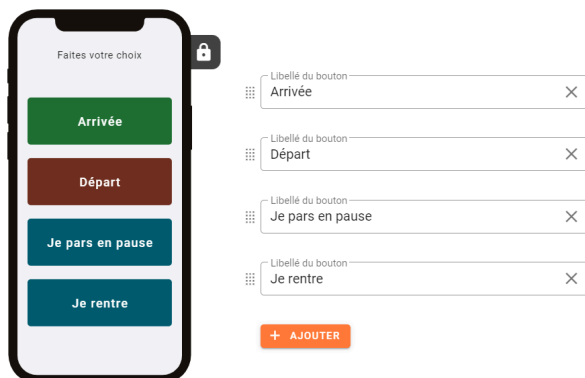 Faites votre choix
Arrivée
Départ
Je pars en pause
Je rentre
Libellé du bouton
Arrivée
Libellé du bouton
Départ
Libellé du bouton
Je pars en pause
Libellé du bouton
Je rentre
+ AJOUTER